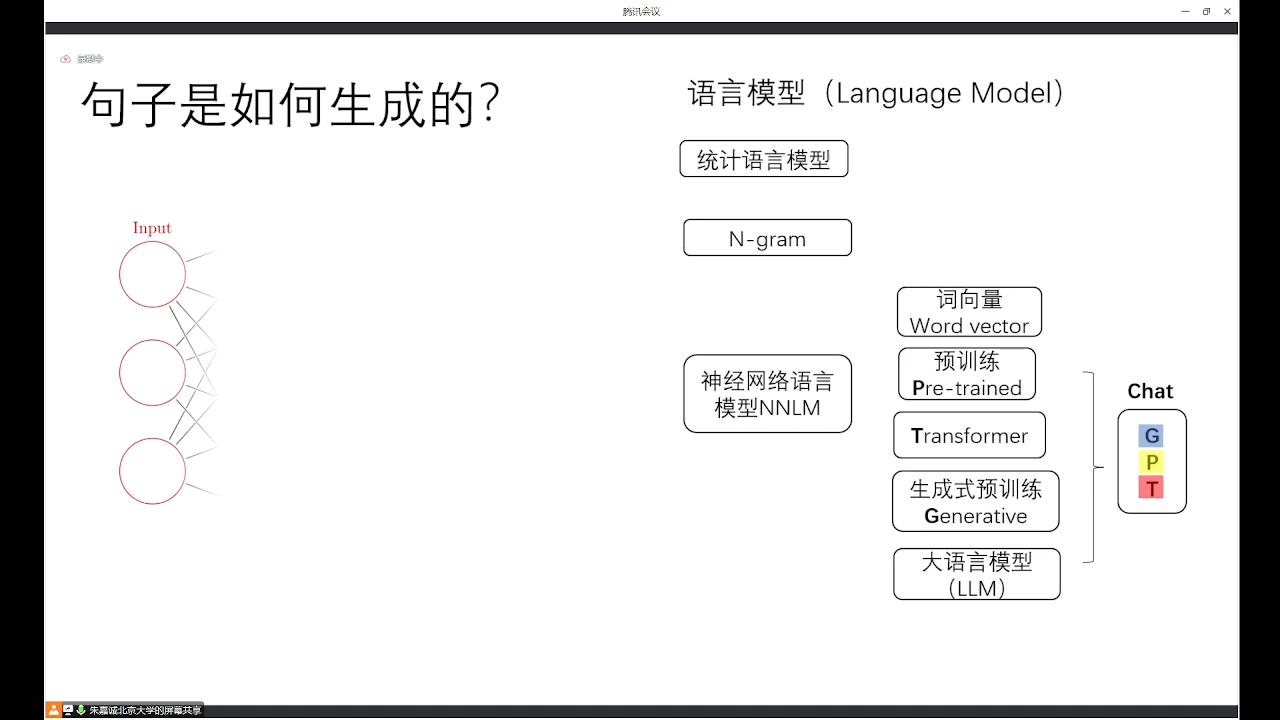 腾讯会议
录制中
句子是如何生成的?
语言模型（Language Model）
统计语言模型
N-gram
Input
词向量
Word vector
预训练
Pre-trained
神经网络语言
模型NNLM
Transformer
生成式预训练
Generative
大语言模型
（LLM）
Chat
G
P
T
朱嘉诚北京大学的屏幕共享